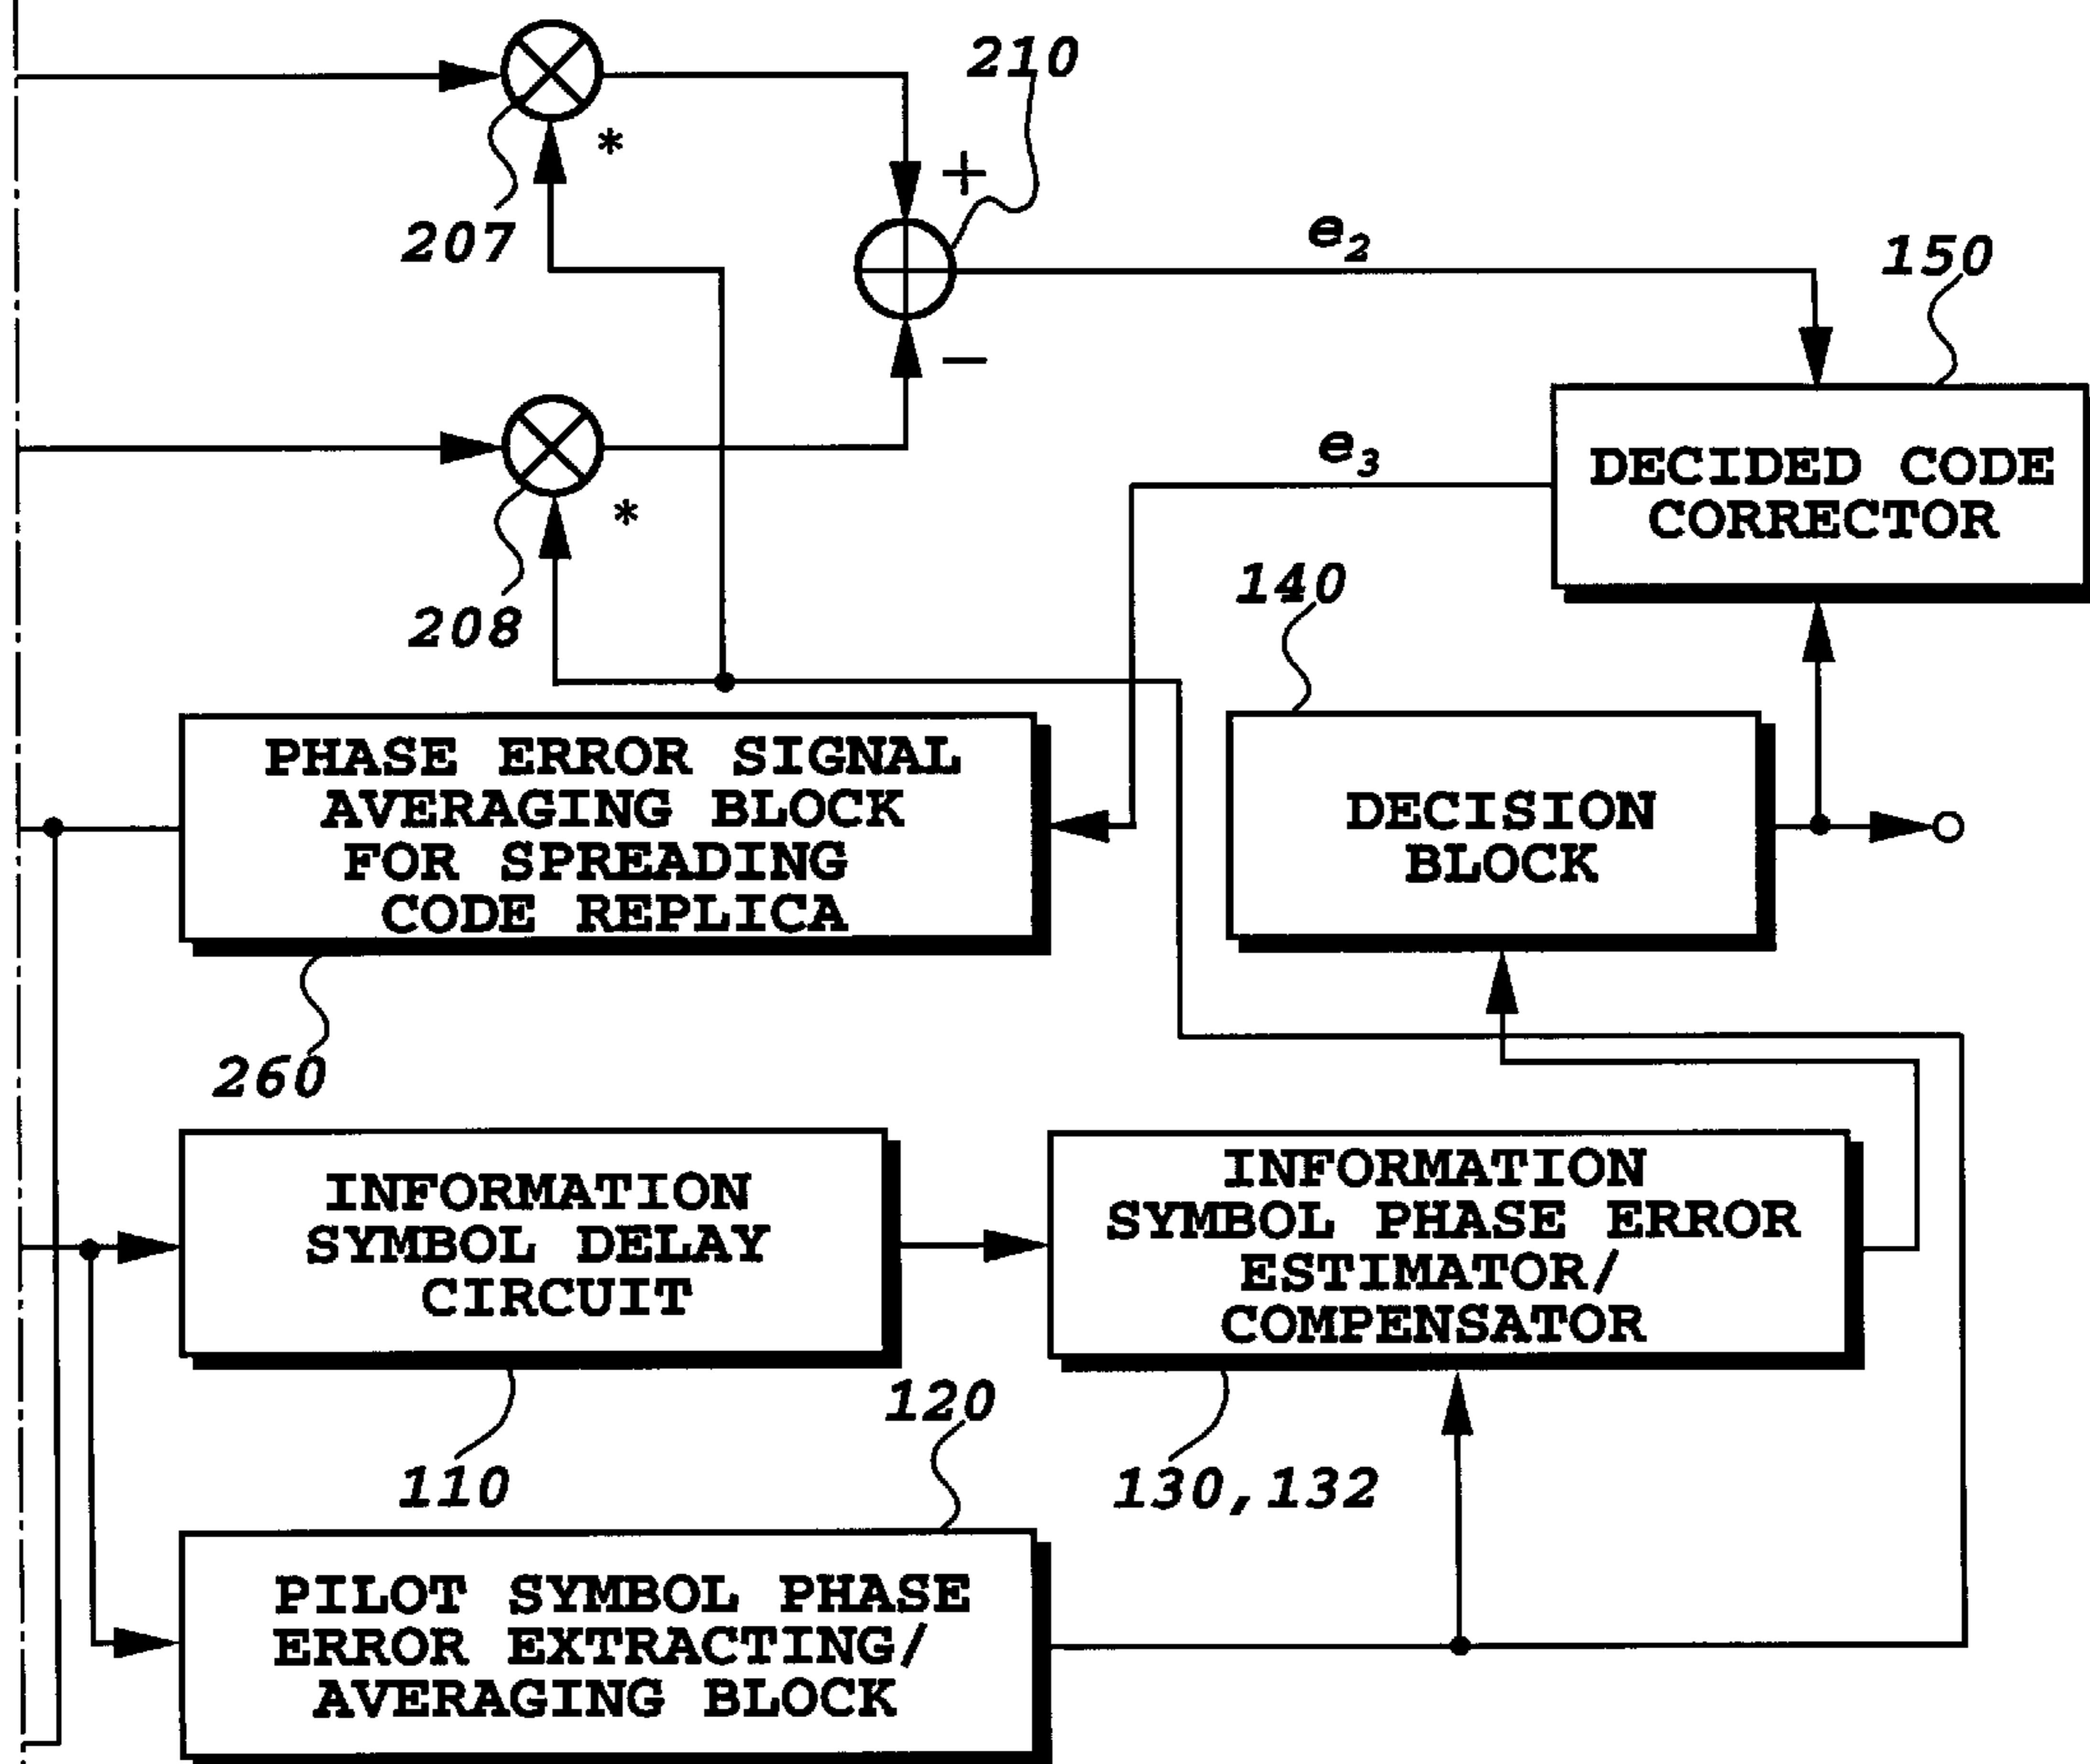 210
*
+
207
e2
150
−
e3
DECIDED CODE
CORRECTOR
*
140
208
PHASE ERROR SIGNAL
AVERAGING BLOCK
FOR SPREADING
CODE REPLICA
DECISION
BLOCK
260
INFORMATION
SYMBOL DELAY
CIRCUIT
INFORMATION
SYMBOL PHASE ERROR
ESTIMATOR/
COMPENSATOR
120
110
130,132
PILOT SYMBOL PHASE
ERROR EXTRACTING/
AVERAGING BLOCK